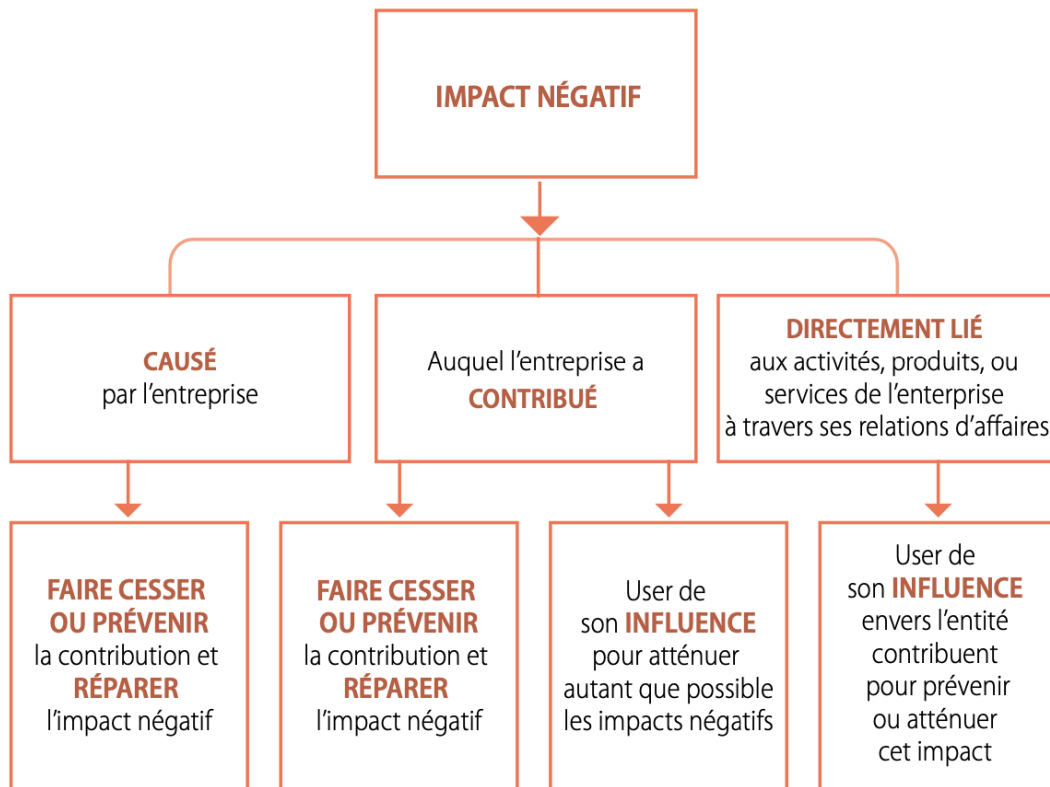 IMPACT NÉGATIF
CAUSÉ
par l’entreprise
Auquel l’entreprise a
CONTRIBUÉ
DIRECTEMENT LIÉ
aux activités, produits, ou
services de l’enterprise
à travers ses relations d’affaires
FAIRE CESSER
OU PRÉVENIR
la contribution et
RÉPARER
l’impact négatif
FAIRE CESSER
OU PRÉVENIR
la contribution et
RÉPARER
l’impact négatif
User de
son INFLUENCE
pour atténuer
autant que possible
les impacts négatifs
User de
son INFLUENCE
envers l’entité
contribuent
pour prévenir
ou atténuer
cet impact